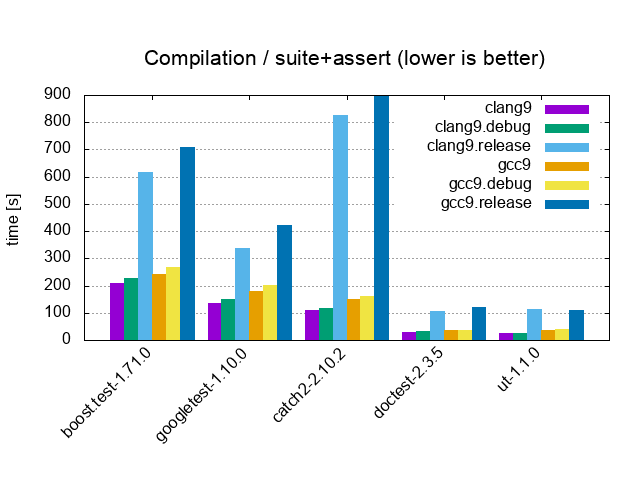 Compilation / suite+assert (lower is better)
time [s]
900
800
700
600
500
400
300
200
100
0
clang9
clang9.debug
clang9.release
gcc9
gcc9.debug
gcc9.release
boost.test-1.71.0
googletest-1.10.0
catch2-2.10.2
doctest-2.3.5
ut-1.1.0